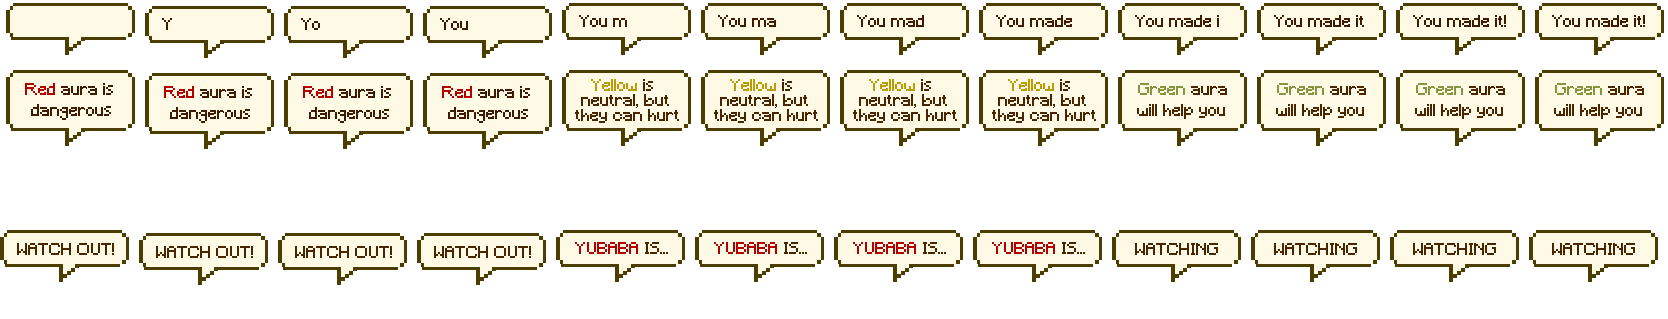 Y
Yo
You
You m
You ma
You mad
You made
You made i
You made it
You made it!
You made it!
Red aura is
dangerous
Red aura is
dangerous
Red aura is
dangerous
Red aura is
dangerous
Yellow is
neutral, but
they can hurt
Yellow is
neutral, but
they can hurt
Yellow is
neutral, but
they can hurt
Yellow is
neutral, but
they can hurt
Green aura
will help you
Green aura
will help you
Green aura
will help you
Green aura
will help you
WATCH OUT!
WATCH OUT!
WATCH OUT!
WATCH OUT!
YUBABA IS...
YUBABA IS...
YUBABA IS...
YUBABA IS...
WATCHING
WATCHING
WATCHING
WATCHING